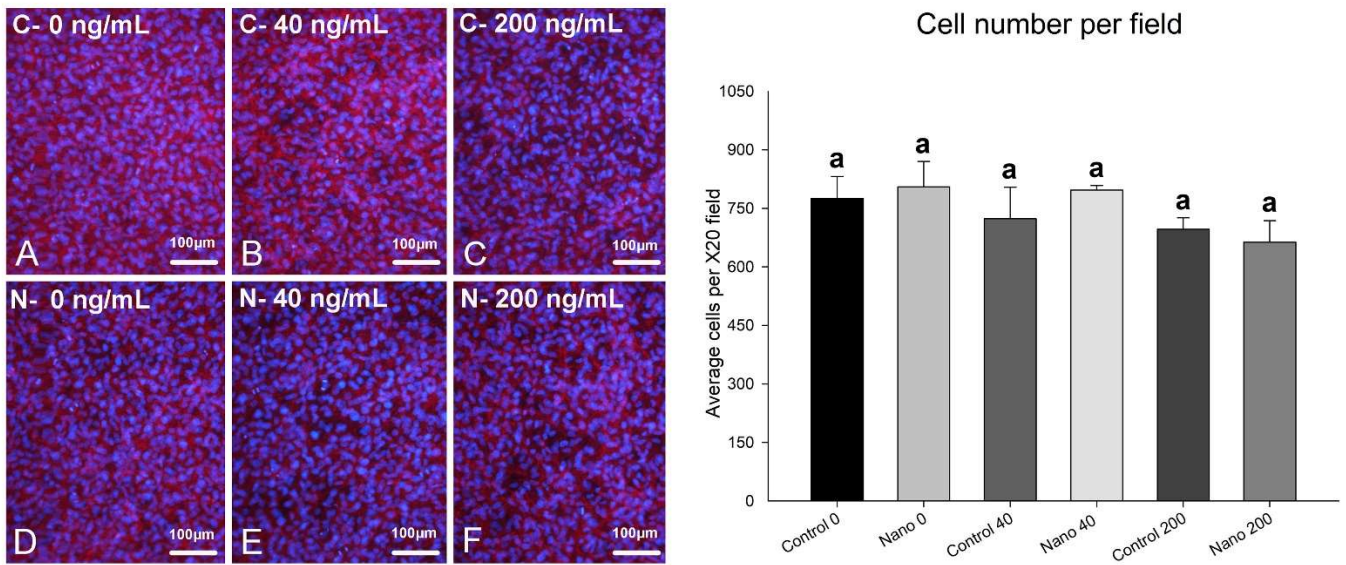 C- 0 ng/mL
A
100µm
C- 40 ng/mL
B
100µm
C- 200 ng/mL
C
100µm
N- 0 ng/mL
D
100µm
N- 40 ng/mL
E
100µm
N- 200 ng/mL
F
100µm
Cell number per field
Average cells per X20 field
1050
900
750
600
450
300
150
0
a
a
a
a
a
a
Control 0
Nano 0
Control 40
Nano 40
Control 200
Nano 200